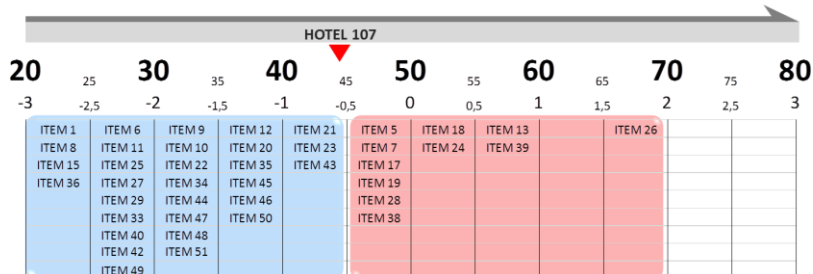 HOTEL 107
20 25 30 35 40 45 50 55 60 65 70 75 80
-3 -2,5 -2 -1,5 -1 -0,5 0 0,5 1 1,5 2 2,5 3
ITEM 1 ITEM 6 ITEM 9 ITEM 12 ITEM 21 ITEM 5 ITEM 18 ITEM 13 ITEM 26
ITEM 8 ITEM 11 ITEM 10 ITEM 20 ITEM 23 ITEM 7 ITEM 24 ITEM 39
ITEM 15 ITEM 25 ITEM 22 ITEM 35 ITEM 43 ITEM 17
ITEM 36 ITEM 27 ITEM 34 ITEM 45 ITEM 19
ITEM 29 ITEM 44 ITEM 46 ITEM 28
ITEM 33 ITEM 47 ITEM 50 ITEM 38
ITEM 40 ITEM 48
ITEM 42 ITEM 51
ITEM 49